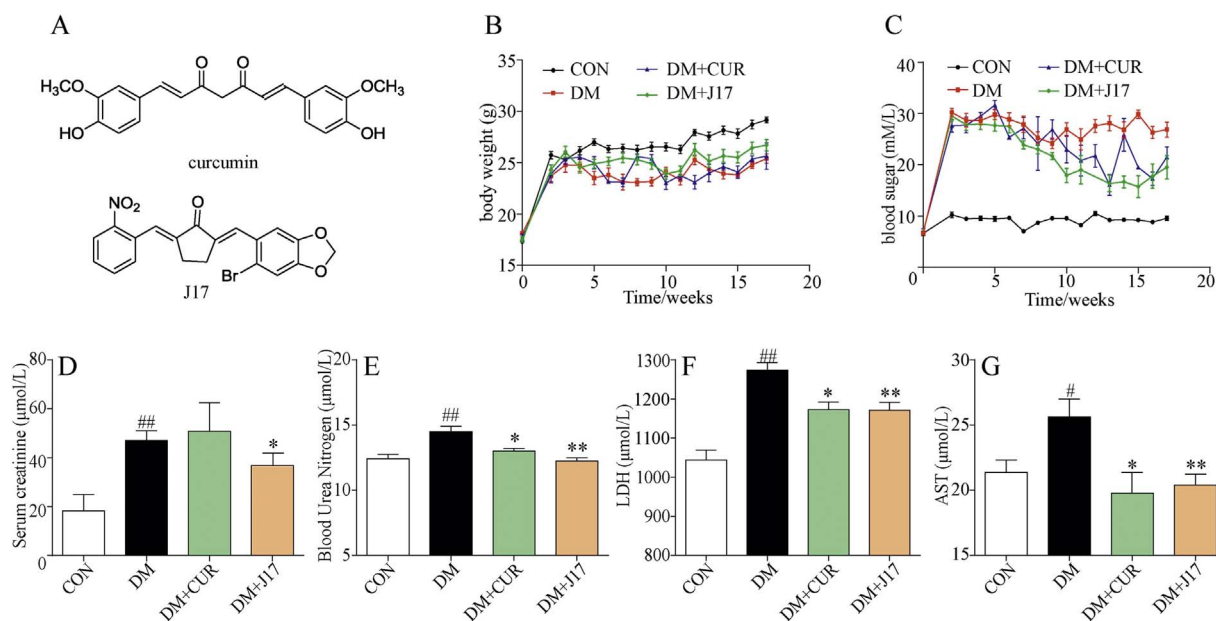 A
O O
OCH3 OCH3
HO OH
curcumin
NO2 O
Br O
O
J17
B
CON DM+CUR
DM DM+J17
body weight (g)
35
30
25
20
15
0 5 10 15 20
Time/weeks
C
CON DM+CUR
DM DM+J17
blood sugar (mM/L)
40
30
20
10
0 5 10 15 20
Time/weeks
D
Serum creatinine (μmol/L)
80
60
40
20
0
##
*
CON DM DM+CUR DM+J17
E
Blood Urea Nitrogen (μmol/L)
20
15
10
5
##
*
**
CON DM DM+CUR DM+J17
F
LDH (μmol/L)
1300
1200
1100
1000
900
800
##
*
**
CON DM DM+CUR DM+J17
G
AST (μmol/L)
30
25
20
15
#
*
**
CON DM DM+CUR DM+J17